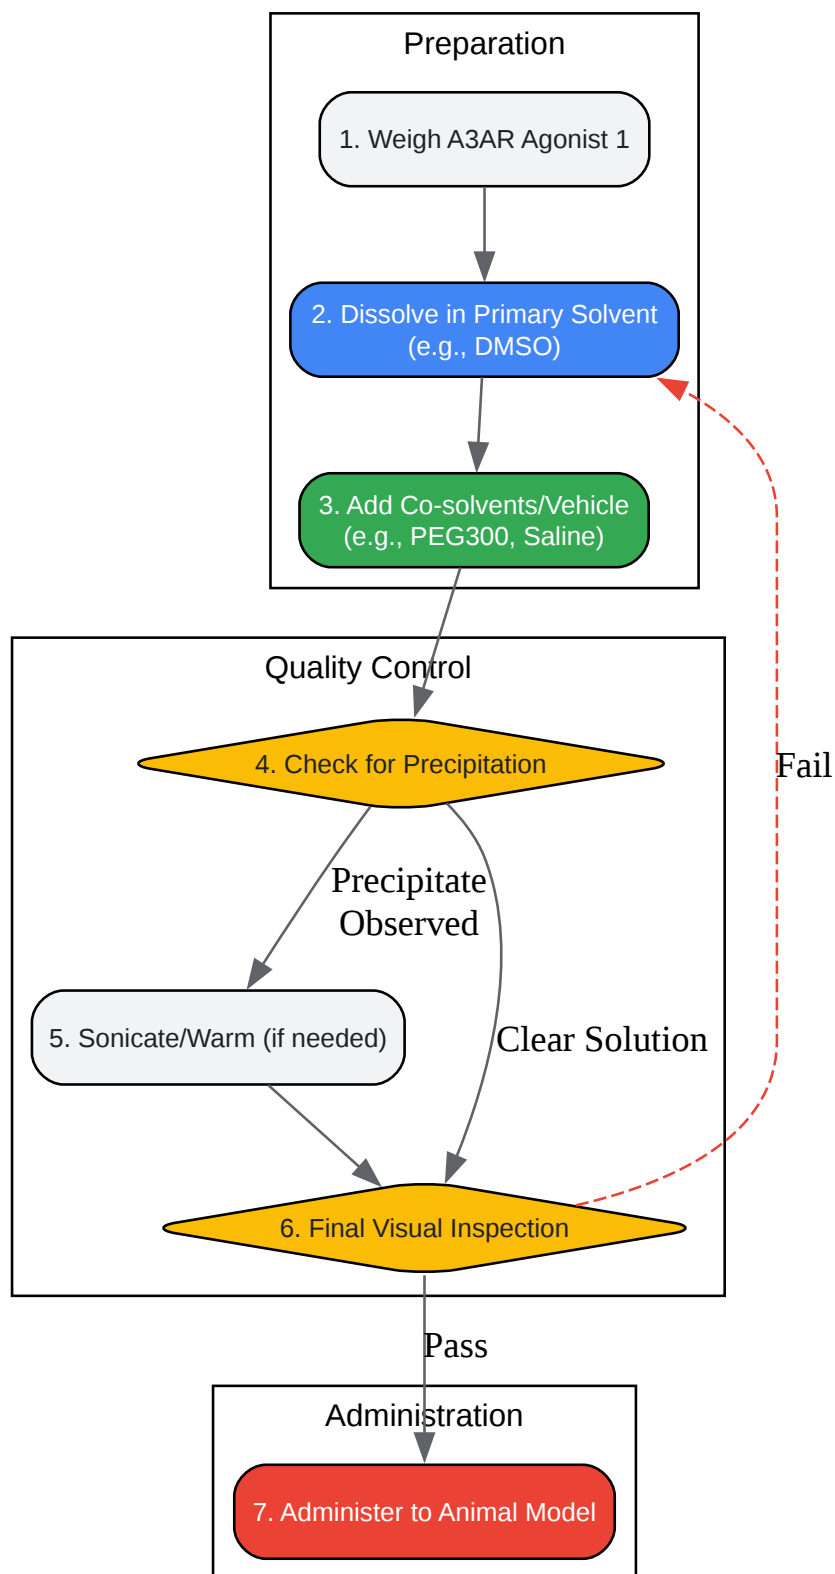 Preparation
1. Weigh A3AR Agonist 1
2. Dissolve in Primary Solvent
(e.g., DMSO)
3. Add Co-solvents/Vehicle
(e.g., PEG300, Saline)
Quality Control
4. Check for Precipitation
Fail
Precipitate
Observed
5. Sonicate/Warm (if needed)
Clear Solution
6. Final Visual Inspection
Pass
Administration
7. Administer to Animal Model